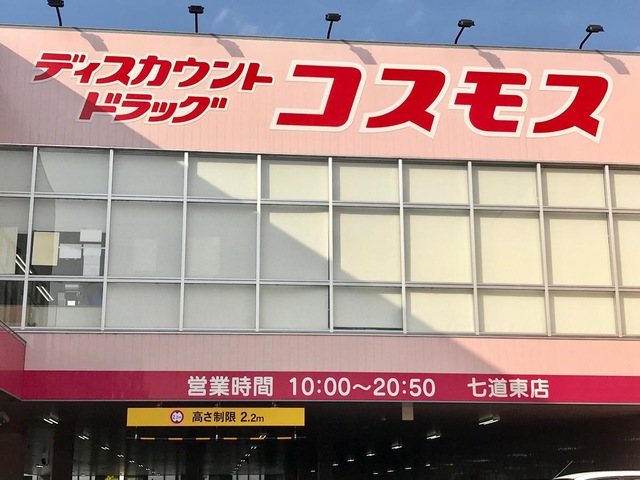 ディスカウント
ドラッグ
コスモス
営業時間 10:00～20:50 七道東店
高さ制限 2.2m